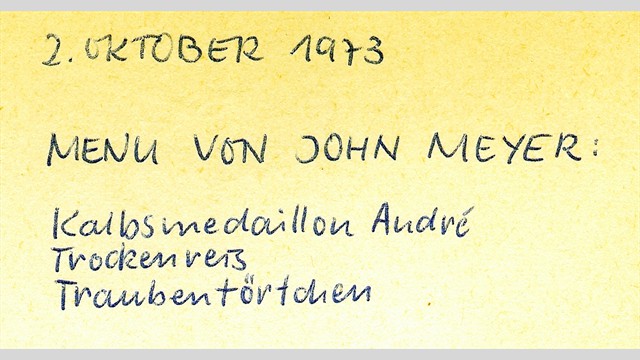 2. OKTOBER 1973
MENU VON JOHN MEYER:
Kalbsmedaillon André
Trockenreis
Traubentörtchen